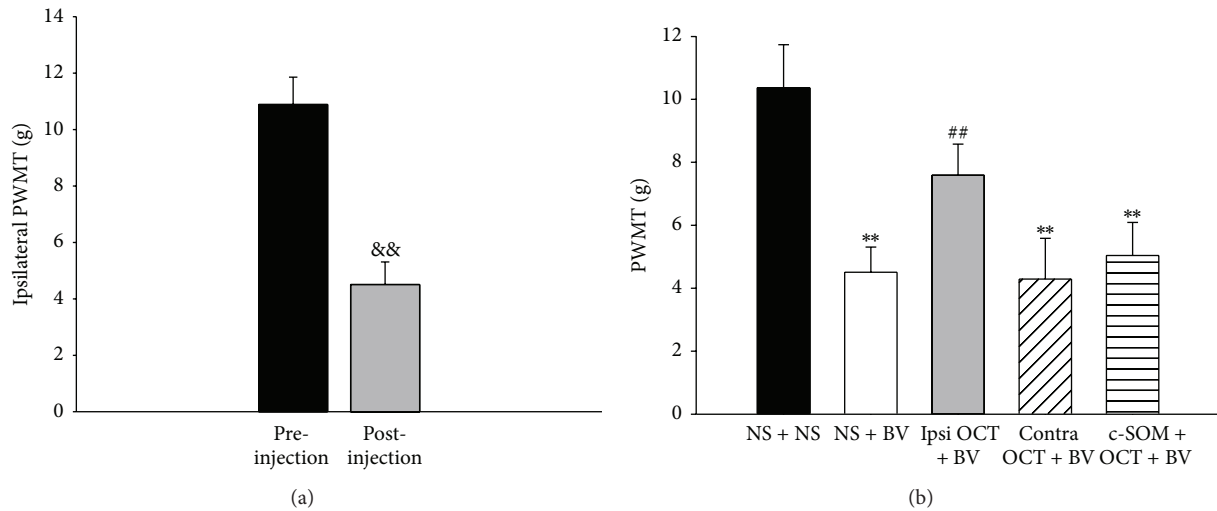 14
12
10
8
6
4
2
0
Ipsilateral PWMT (g)
&&
Pre-
injection
Post-
injection
(a)
12
10
8
6
4
2
0
PWMT (g)
**
##
**
**
NS + NS
NS + BV
Ipsi OCT
+ BV
Contra
OCT + BV
c-SOM +
OCT + BV
(b)